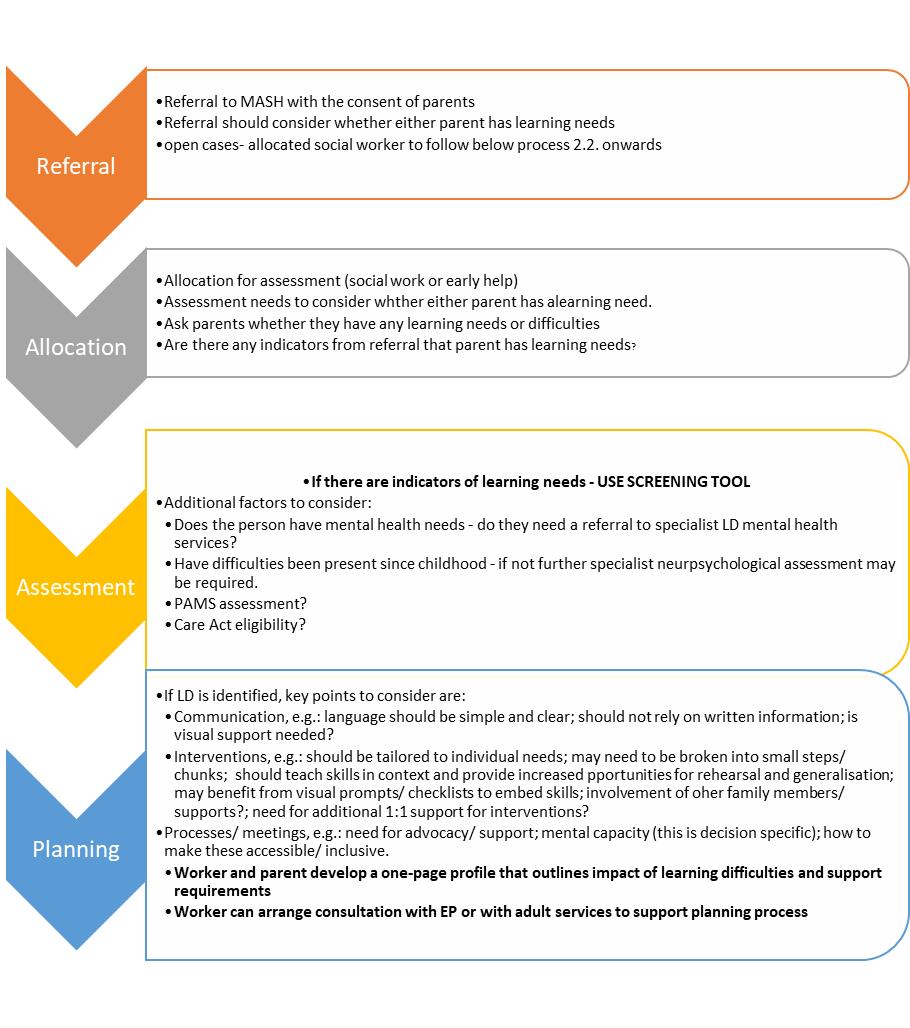 Referral
•Referral to MASH with the consent of parents
•Referral should consider whether either parent has learning needs
•open cases- allocated social worker to follow below process 2.2. onwards
Allocation
•Allocation for assessment (social work or early help)
•Assessment needs to consider whther either parent has alearning need.
•Ask parents whether they have any learning needs or difficulties
•Are there any indicators from referral that parent has learning needs?
Assessment
•If there are indicators of learning needs - USE SCREENING TOOL
•Additional factors to consider:
•Does the person have mental health needs - do they need a referral to specialist LD mental health
services?
•Have difficulties been present since childhood - if not further specialist neurpsychological assessment may
be required.
•PAMS assessment?
•Care Act eligibility?
Planning
•If LD is identified, key points to consider are:
•Communication, e.g.: language should be simple and clear; should not rely on written information; is
visual support needed?
•Interventions, e.g.: should be tailored to individual needs; may need to be broken into small steps/
chunks;  should teach skills in context and provide increased pportunities for rehearsal and generalisation;
may benefit from visual prompts/ checklists to embed skills; involvement of oher family members/
supports?; need for additional 1:1 support for interventions?
•Processes/ meetings, e.g.: need for advocacy/ support; mental capacity (this is decision specific); how to
make these accessible/ inclusive.
•Worker and parent develop a one-page profile that outlines impact of learning difficulties and support
requirements
•Worker can arrange consultation with EP or with adult services to support planning process